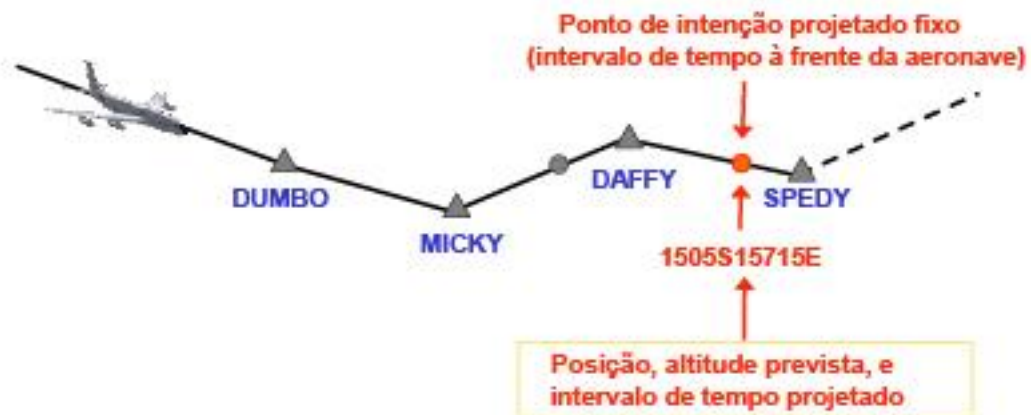 Ponto de intenção projetado fixo
(intervalo de tempo à frente da aeronave)
DUMBO
MICKY
DAFFY
SPEDY
1505S15715E
Posição, altitude prevista, e
intervalo de tempo projetado